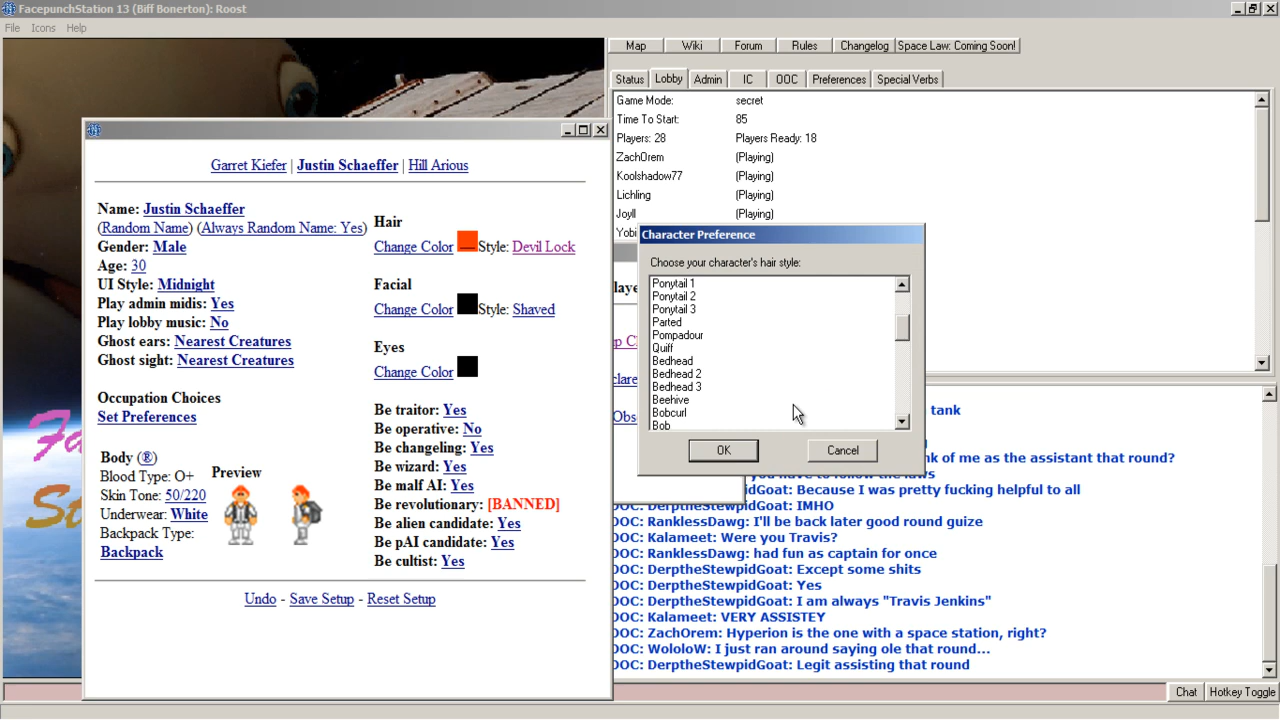 FacepunchStation 13 (Biff Bonerton): Roost
File Icons Help
Map Wiki Forum Rules Changelog Space Law: Coming Soon!
Status Lobby Admin IC OOC Preferences Special Verbs
Game Mode: secret
Time To Start: 85
Players: 28 Players Ready: 18
ZachOrem (Playing)
Koolshadow77 (Playing)
Lichling (Playing)
Joyll (Playing)
Yobi
Garret Kiefer | Justin Schaeffer | Hill Arious
Name: Justin Schaeffer
(Random Name) (Always Random Name: Yes)
Gender: Male
Age: 30
UI Style: Midnight
Play admin midis: Yes
Play lobby music: No
Ghost ears: Nearest Creatures
Ghost sight: Nearest Creatures
Occupation Choices
Set Preferences
Body (®)
Blood Type: O+
Skin Tone: 50/220
Underwear: White
Backpack Type:
Backpack
Preview
Hair
Change Color Style: Devil Lock
Facial
Change Color Style: Shaved
Eyes
Change Color
Be traitor: Yes
Be operative: No
Be changeling: Yes
Be wizard: Yes
Be malf AI: Yes
Be revolutionary: [BANNED]
Be alien candidate: Yes
Be pAI candidate: Yes
Be cultist: Yes
Undo - Save Setup - Reset Setup
Character Preference
Choose your character's hair style:
Ponytail 1
Ponytail 2
Ponytail 3
Parted
Pompadour
Quiff
Bedhead
Bedhead 2
Bedhead 3
Beehive
Bobcurl
Bob
OK Cancel
tank
nk of me as the assistant that round?
you have to follow the laws
pidGoat: Because I was pretty fucking helpful to all
OOC: DerptheStewpidGoat: IMHO
OOC: RanklessDawg: I'll be back later good round guize
OOC: Kalameet: Were you Travis?
OOC: RanklessDawg: had fun as captain for once
OOC: DerptheStewpidGoat: Except some shits
OOC: DerptheStewpidGoat: Yes
OOC: DerptheStewpidGoat: I am always "Travis Jenkins"
OOC: Kalameet: VERY ASSISTEY
OOC: ZachOrem: Hyperion is the one with a space station, right?
OOC: WololoW: I just ran around saying ole that round...
OOC: DerptheStewpidGoat: Legit assisting that round
Chat Hotkey Toggle